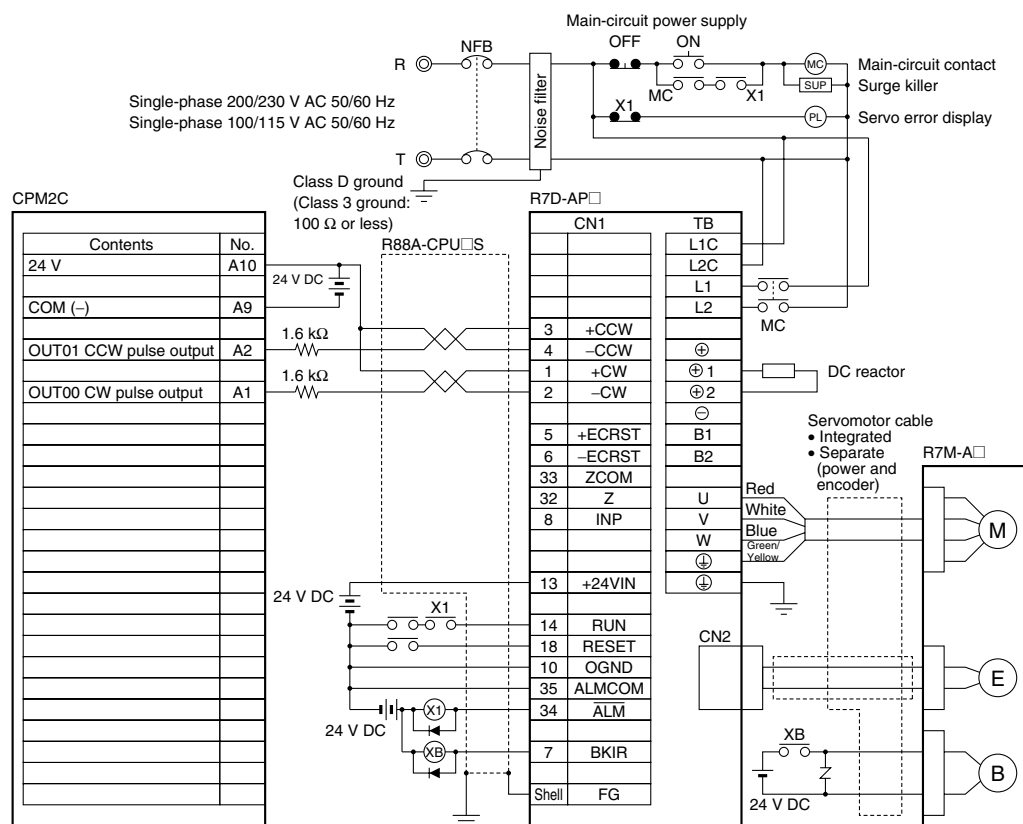 Main-circuit power supply
OFF ON
NFB
R
MC
Main-circuit contact
MC X1
SUP
Surge killer
Single-phase 200/230 V AC 50/60 Hz
Single-phase 100/115 V AC 50/60 Hz
Noise filter
X1
PL
Servo error display
T
Class D ground
(Class 3 ground:
100 Ω or less)
CPM2C
R7D-AP□
CN1 TB
Contents No.
R88A-CPU□S
L1C
24 V A10
24 V DC
L2C
L1
COM (−) A9
L2
MC
1.6 kΩ
3 +CCW
OUT01 CCW pulse output A2
4 −CCW ⊕
1.6 kΩ
1 +CW ⊕ 1
DC reactor
OUT00 CW pulse output A1
2 −CW ⊕ 2
⊖
Servomotor cable
• Integrated
• Separate
(power and
encoder)
R7M-A□
5 +ECRST B1
6 −ECRST B2
33 ZCOM
32 Z U
Red
8 INP V
White
W
Blue
Green/
Yellow
M
24 V DC
13 +24VIN
X1
14 RUN
18 RESET
CN2
10 OGND
35 ALMCOM
E
X1
34 ALM
24 V DC
XB
7 BKIR
XB
B
24 V DC
Shell FG